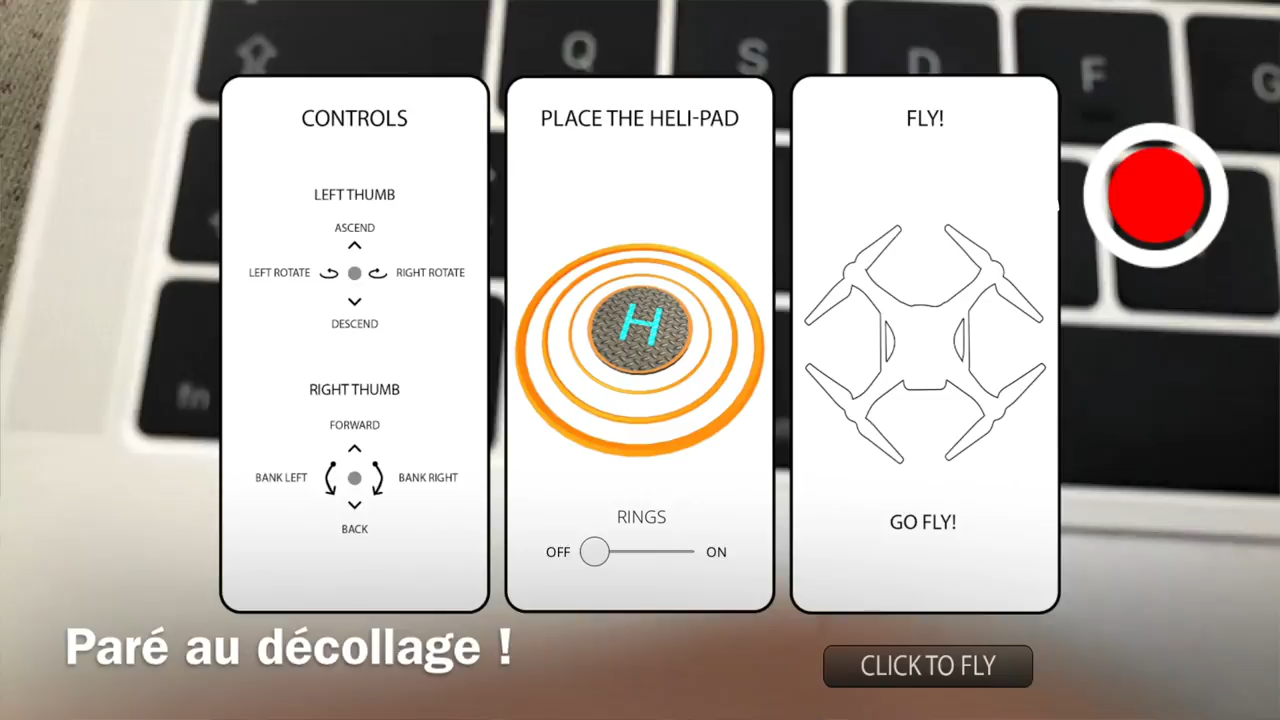 Q S D F G
fn
CONTROLS
LEFT THUMB
ASCEND
LEFT ROTATE
RIGHT ROTATE
DESCEND
RIGHT THUMB
FORWARD
BANK LEFT
BANK RIGHT
BACK
PLACE THE HELI-PAD
H
RINGS
OFF
ON
FLY!
GO FLY!
CLICK TO FLY
Paré au décollage !